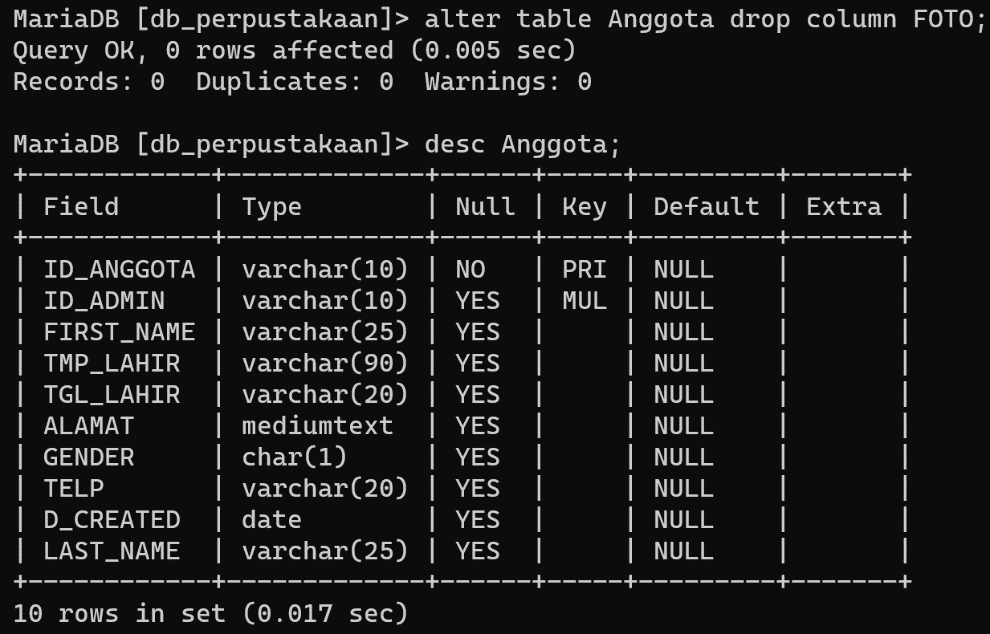 MariaDB [db_perpustakaan]> alter table Anggota drop column FOTO;
Query OK, 0 rows affected (0.005 sec)
Records: 0  Duplicates: 0  Warnings: 0

MariaDB [db_perpustakaan]> desc Anggota;
+------------+-------------+------+-----+---------+-------+
| Field      | Type        | Null | Key | Default | Extra |
+------------+-------------+------+-----+---------+-------+
| ID_ANGGOTA | varchar(10) | NO   | PRI | NULL    |       |
| ID_ADMIN   | varchar(10) | YES  | MUL | NULL    |       |
| FIRST_NAME | varchar(25) | YES  |     | NULL    |       |
| TMP_LAHIR  | varchar(90) | YES  |     | NULL    |       |
| TGL_LAHIR  | varchar(20) | YES  |     | NULL    |       |
| ALAMAT     | mediumtext  | YES  |     | NULL    |       |
| GENDER     | char(1)     | YES  |     | NULL    |       |
| TELP       | varchar(20) | YES  |     | NULL    |       |
| D_CREATED  | date        | YES  |     | NULL    |       |
| LAST_NAME  | varchar(25) | YES  |     | NULL    |       |
+------------+-------------+------+-----+---------+-------+
10 rows in set (0.017 sec)